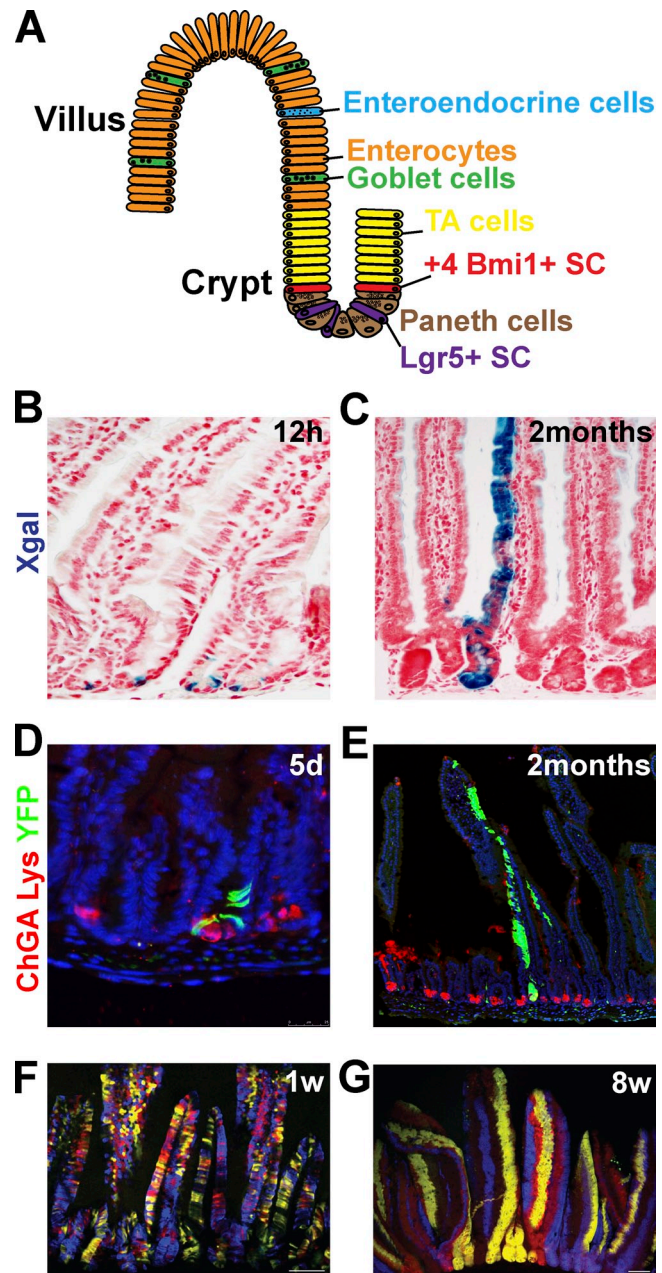 A
Villus
Enteroendocrine cells
Enterocytes
Goblet cells
TA cells
+4 Bmi1+ SC
Crypt
Paneth cells
Lgr5+ SC
B
12h
C
2months
Xgal
D
5d
E
2months
ChGA Lys YFP
F
1w
G
8w